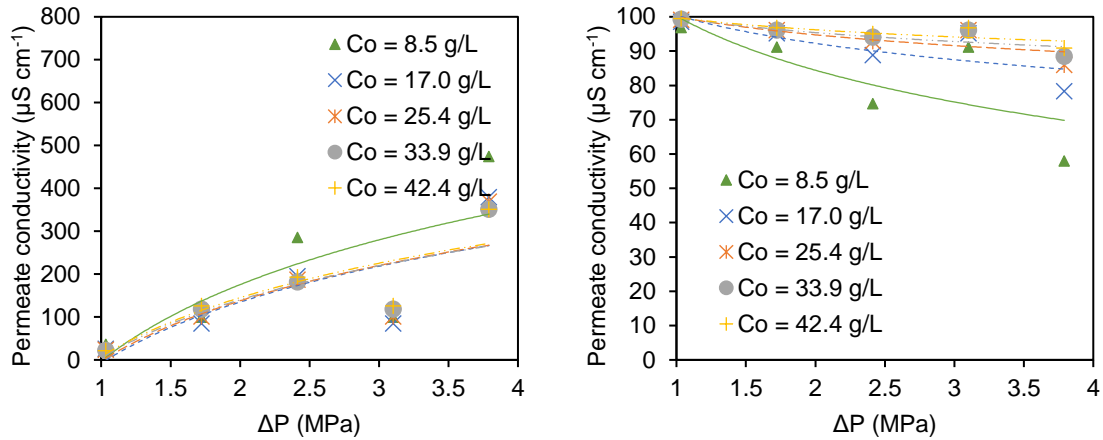 Permeate conductivity (µS cm⁻¹)
800
700
600
500
400
300
200
100
0
Co = 8.5 g/L
Co = 17.0 g/L
Co = 25.4 g/L
Co = 33.9 g/L
Co = 42.4 g/L
1 1.5 2 2.5 3 3.5 4
ΔP (MPa)
Permeate conductivity (µS cm⁻¹)
100
90
80
70
60
50
40
30
20
10
0
Co = 8.5 g/L
Co = 17.0 g/L
Co = 25.4 g/L
Co = 33.9 g/L
Co = 42.4 g/L
1 1.5 2 2.5 3 3.5 4
ΔP (MPa)